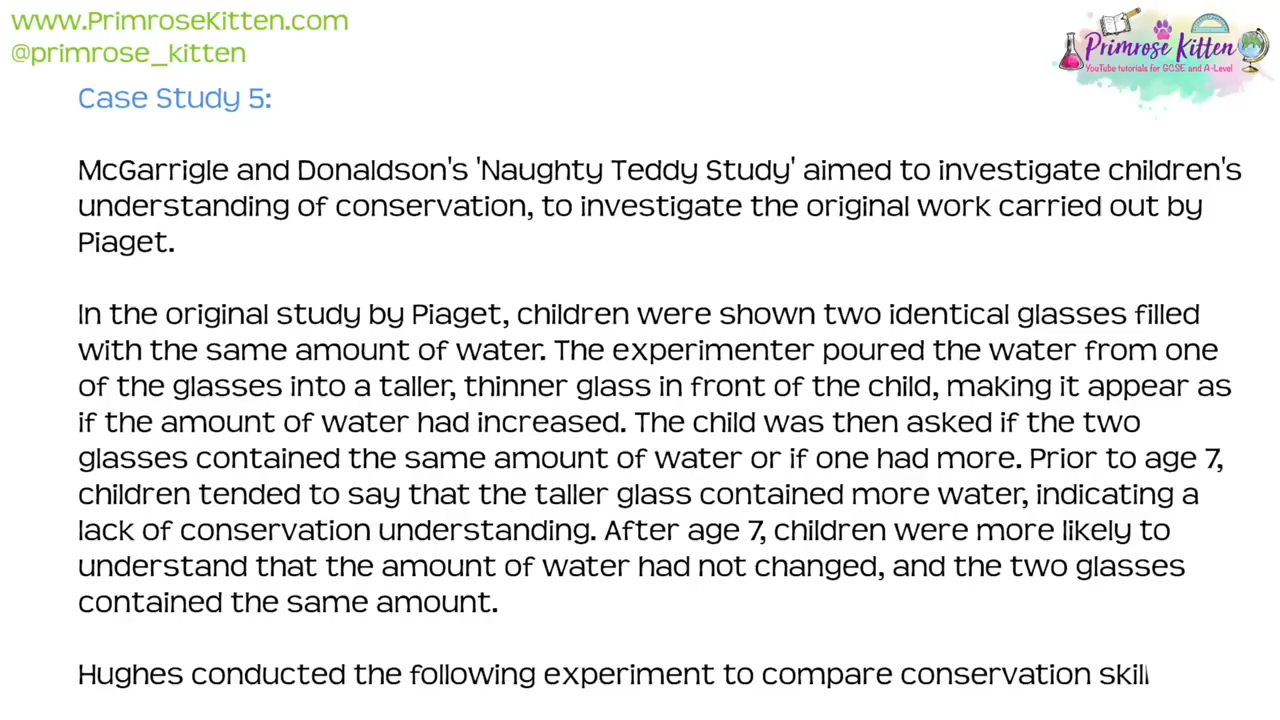 www.PrimroseKitten.com
@primrose_kitten
Primrose Kitten
YouTube tutorials for GCSE and A-Level
Case Study 5:
McGarrigle and Donaldson's 'Naughty Teddy Study' aimed to investigate children's
understanding of conservation, to investigate the original work carried out by
Piaget.
In the original study by Piaget, children were shown two identical glasses filled
with the same amount of water. The experimenter poured the water from one
of the glasses into a taller, thinner glass in front of the child, making it appear as
if the amount of water had increased. The child was then asked if the two
glasses contained the same amount of water or if one had more. Prior to age 7,
children tended to say that the taller glass contained more water, indicating a
lack of conservation understanding. After age 7, children were more likely to
understand that the amount of water had not changed, and the two glasses
contained the same amount.
Hughes conducted the following experiment to compare conservation skill